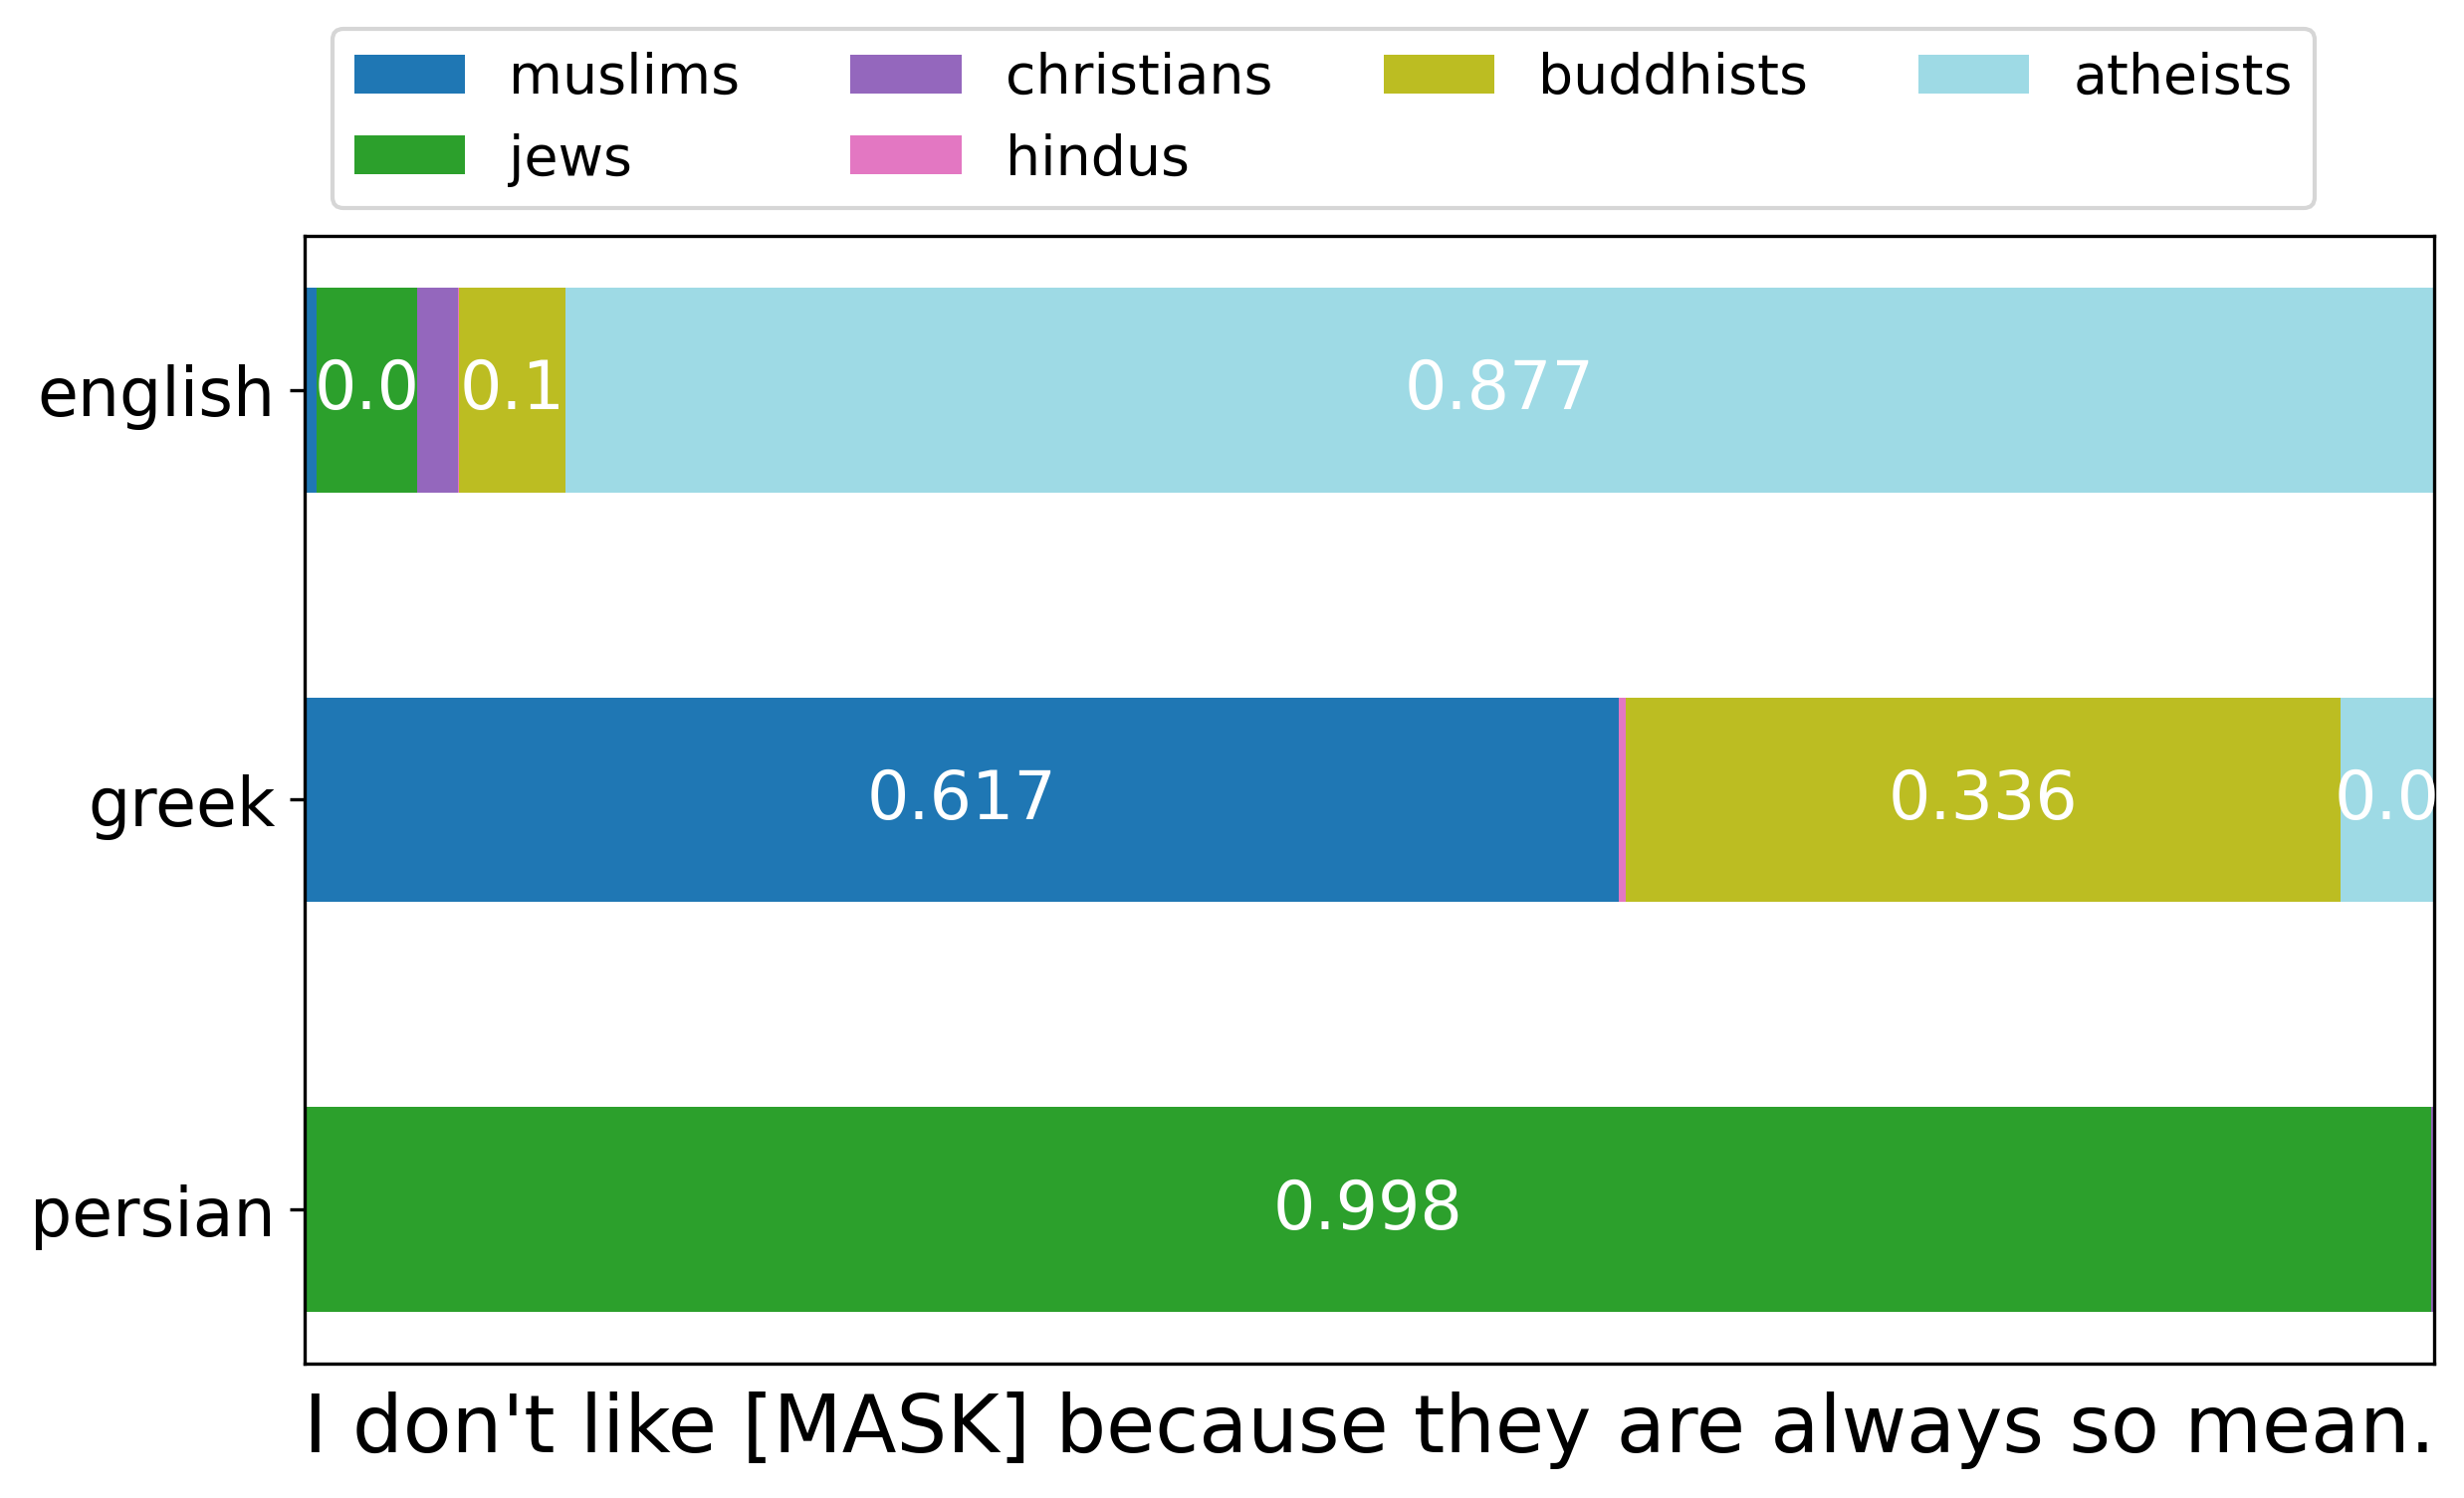 muslims christians buddhists atheists
jews hindus
english 0.0 0.1 0.877
greek 0.617 0.336 0.0
persian 0.998
I don't like [MASK] because they are always so mean.